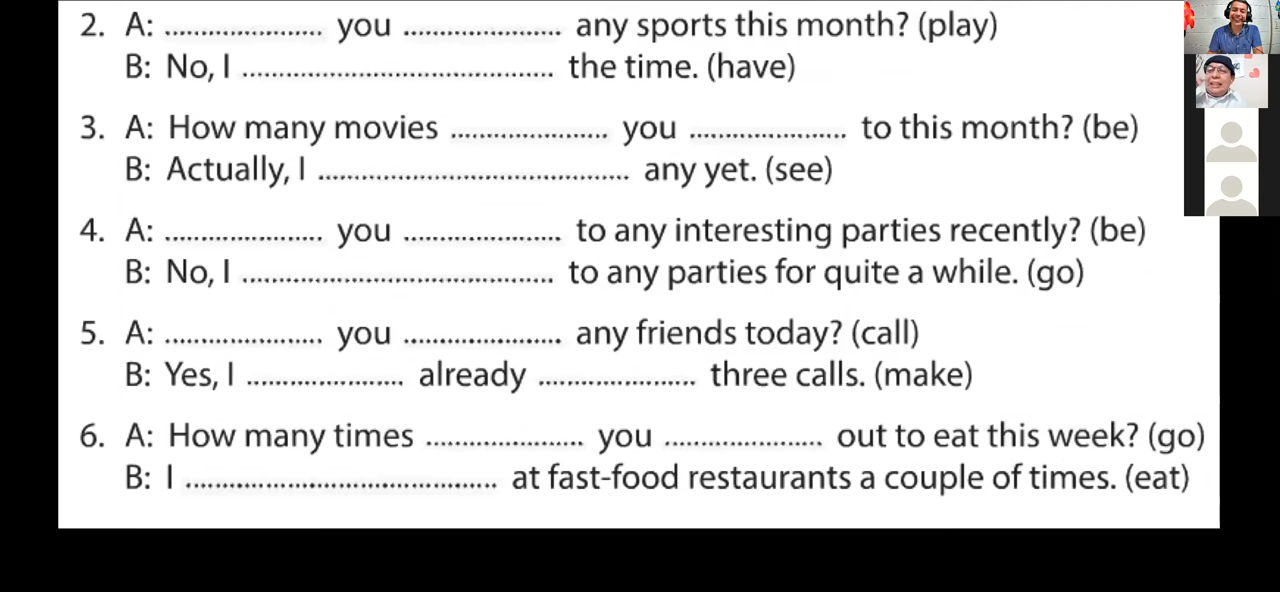 2. A: ...................... you ...................... any sports this month? (play)
B: No, I ........................................... the time. (have)
3. A: How many movies ...................... you ...................... to this month? (be)
B: Actually, I ........................................... any yet. (see)
4. A: ...................... you ...................... to any interesting parties recently? (be)
B: No, I ........................................... to any parties for quite a while. (go)
5. A: ...................... you ...................... any friends today? (call)
B: Yes, I ...................... already ...................... three calls. (make)
6. A: How many times ...................... you ...................... out to eat this week? (go)
B: I ........................................... at fast-food restaurants a couple of times. (eat)